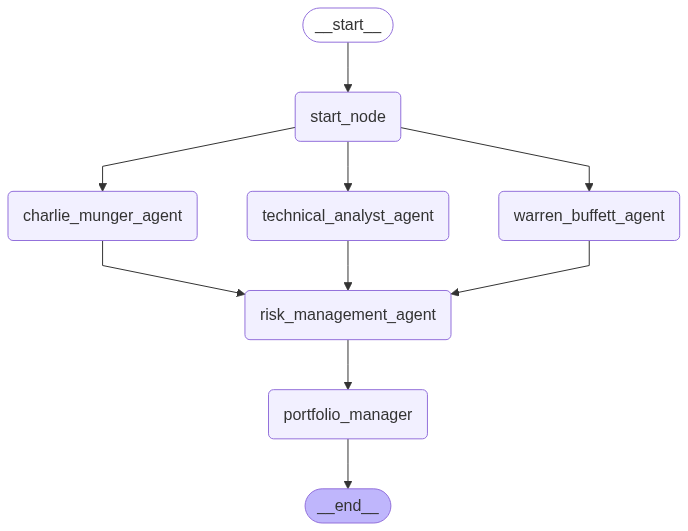 __start__
start_node
charlie_munger_agent
technical_analyst_agent
warren_buffett_agent
risk_management_agent
portfolio_manager
__end__